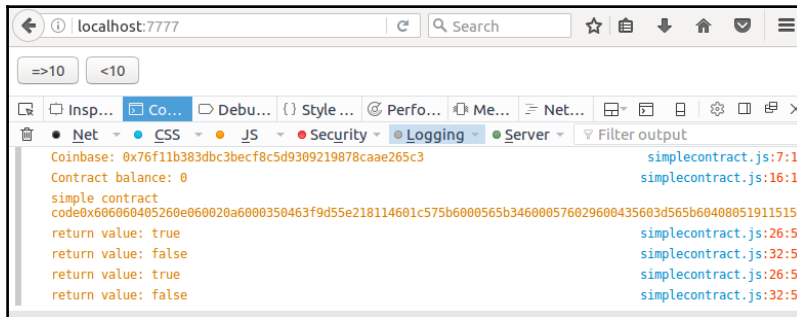 localhost:7777 Search
=>10 <10
Insp... Co... Debu... {} Style ... Perfo... Me... Net...
Net CSS JS Security Logging Server Filter output
Coinbase: 0x76f11b383dbc3becf8c5d9309219878caae265c3 simplecontract.js:7:1
Contract balance: 0 simplecontract.js:16:1
simple contract
code0x606060405260e060020a6000350463f9d55e218114601c575b6000565b346000576029600435603d565b60408051911515
return value: true simplecontract.js:26:5
return value: false simplecontract.js:32:5
return value: true simplecontract.js:26:5
return value: false simplecontract.js:32:5